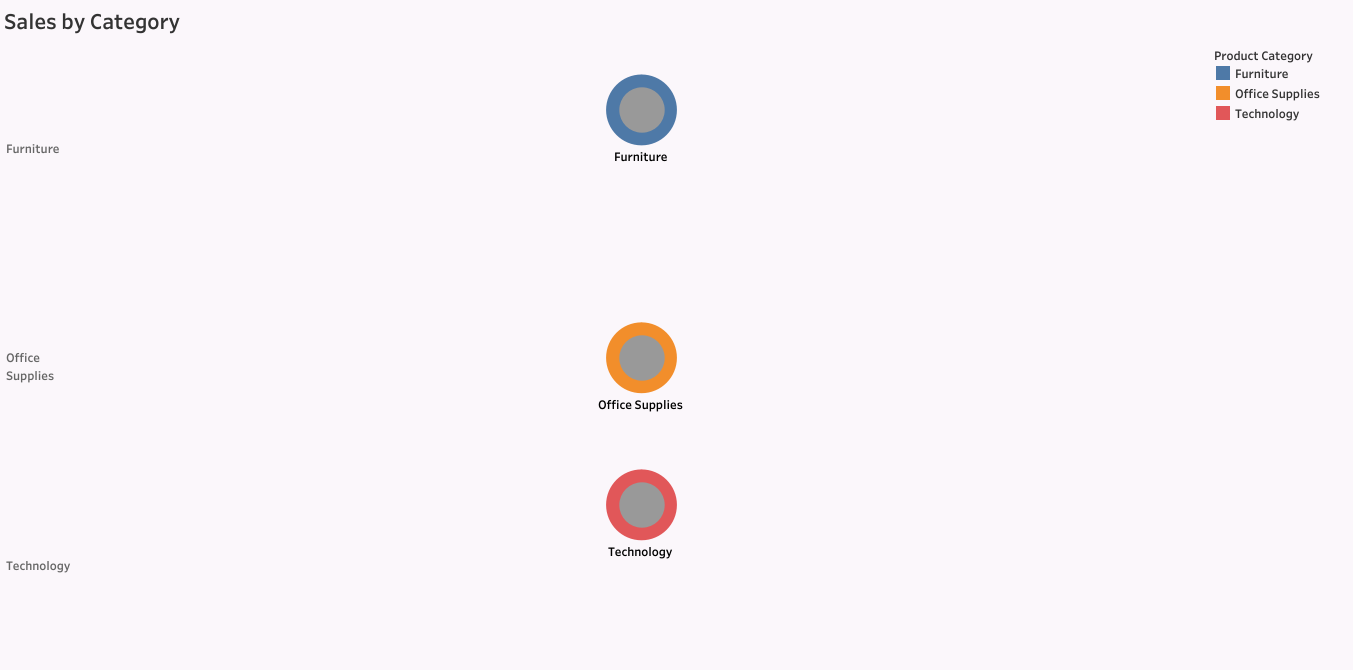 Sales by Category
Product Category
Furniture
Office Supplies
Technology
Furniture
Furniture
Office
Supplies
Office Supplies
Technology
Technology